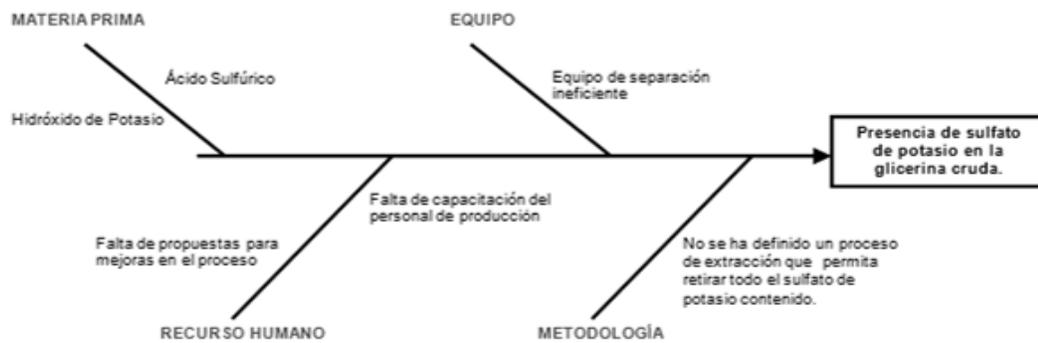 MATERIA PRIMA
EQUIPO
Ácido Sulfúrico
Equipo de separación
ineficiente
Hidróxido de Potasio
Presencia de sulfato
de potasio en la
glicerina cruda.
Falta de capacitación del
personal de producción
Falta de propuestas para
mejoras en el proceso
No se ha definido un proceso
de extracción que permita
retirar todo el sulfato de
potasio contenido.
RECURSO HUMANO
METODOLOGÍA